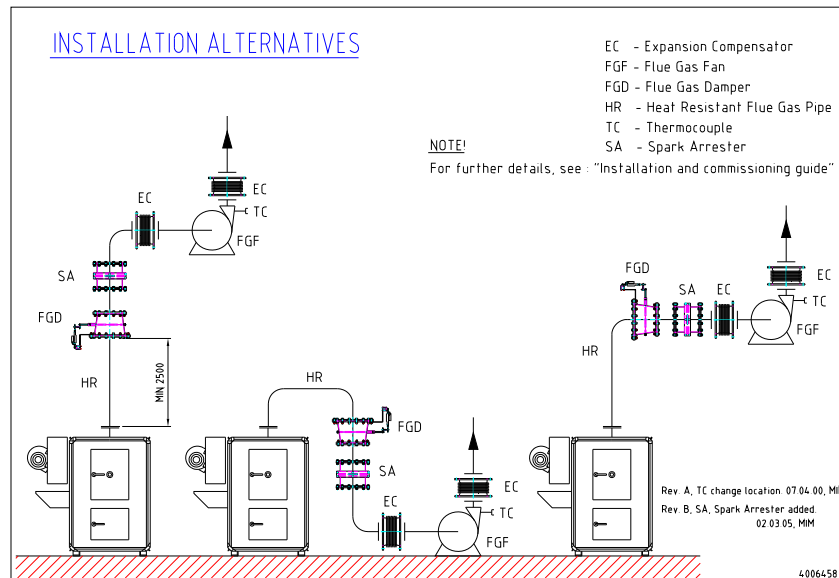 INSTALLATION ALTERNATIVES
EC - Expansion Compensator
FGF - Flue Gas Fan
FGD - Flue Gas Damper
HR - Heat Resistant Flue Gas Pipe
TC - Thermocouple
SA - Spark Arrester
NOTE!
For further details, see : "Installation and commissioning guide"
EC
TC
FGF
EC
SA
FGD
HR
MIN 2500
HR
FGD
SA
EC
EC
TC
FGF
FGD
SA
EC
EC
TC
FGF
HR
Rev. A, TC change location. 07.04.00, MI
Rev. B, SA, Spark Arrester added.
02.03.05, MIM
4006458